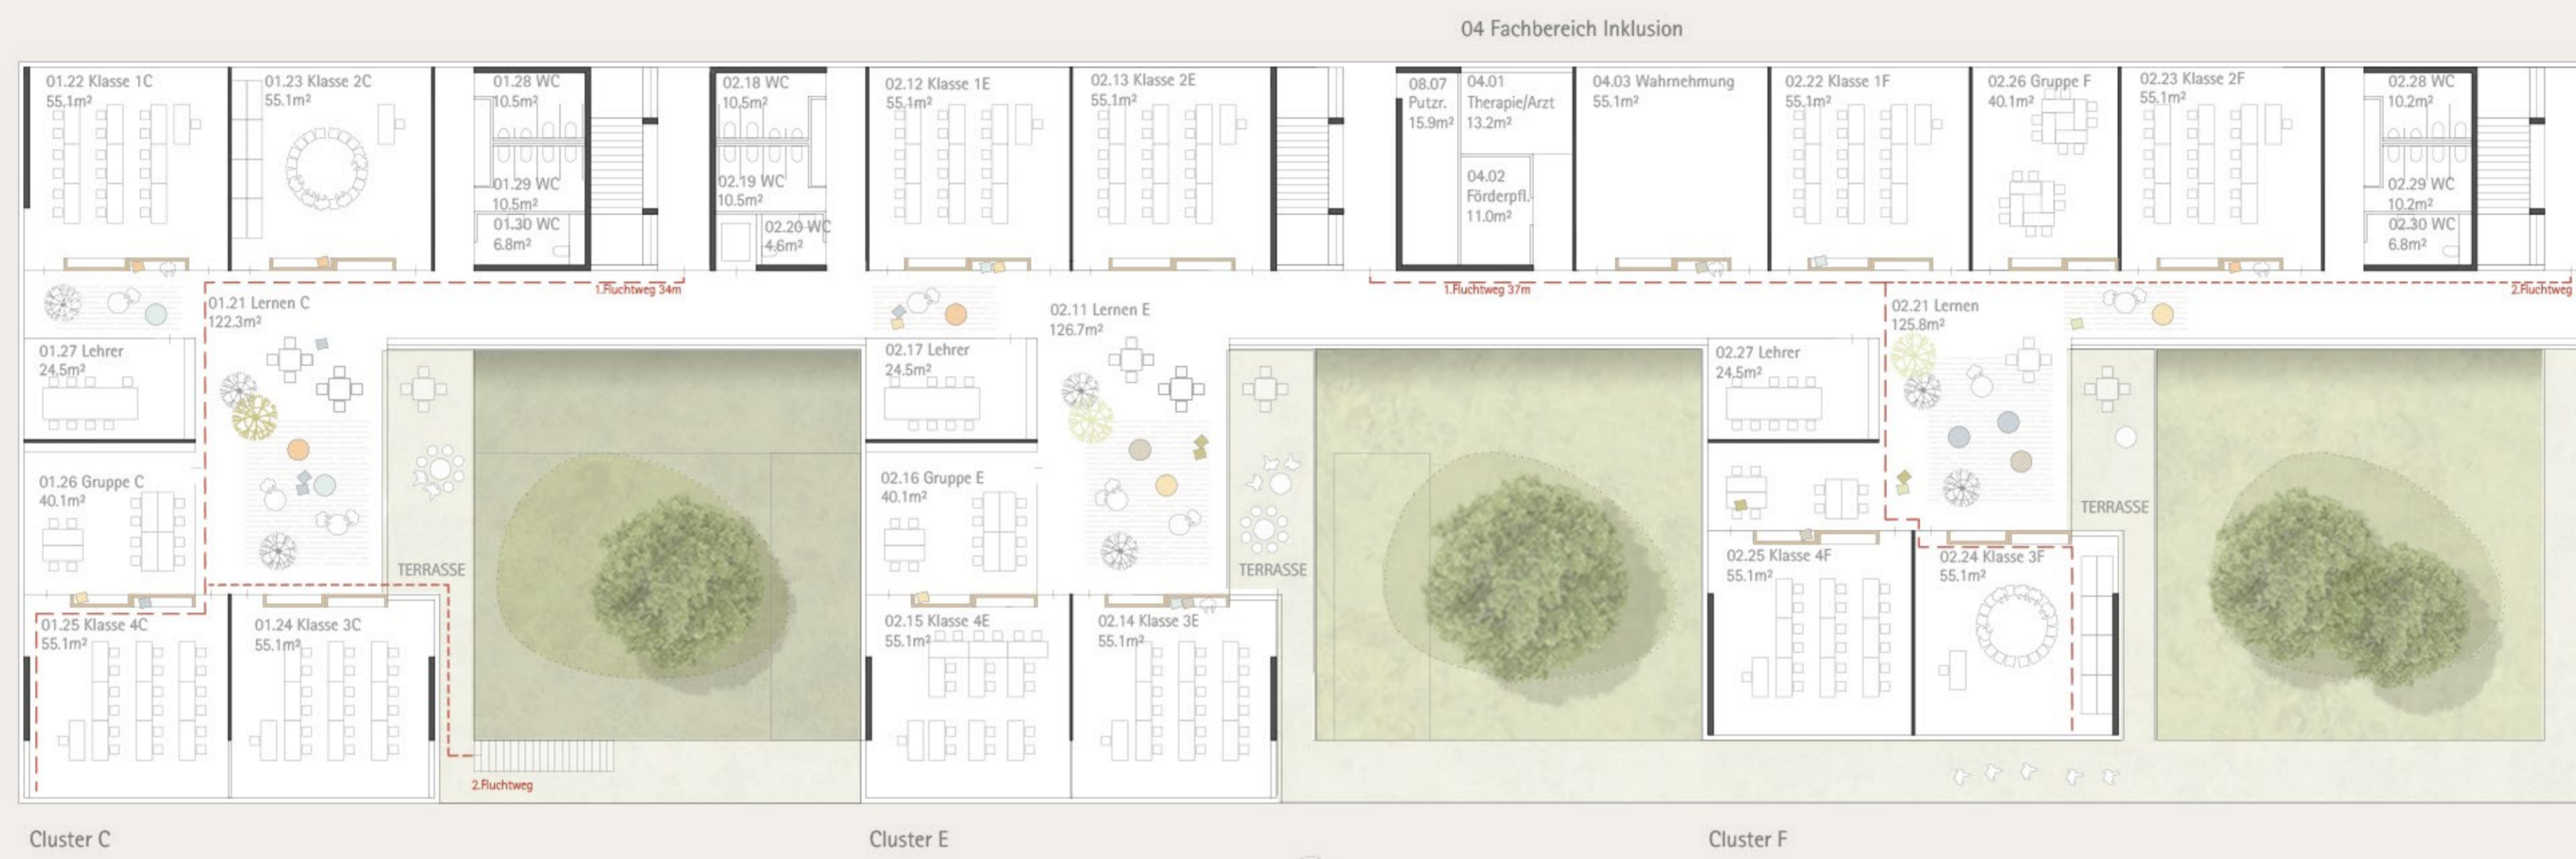 04 Fachbereich Inklusion
01.22 Klasse 1C
55.1m²
01.23 Klasse 2C
55.1m²
01.28 WC
10.5m²
01.29 WC
10.5m²
01.30 WC
6.8m²
02.18 WC
10.5m²
02.19 WC
10.5m²
02.20 WC
4.6m²
02.12 Klasse 1E
55.1m²
02.13 Klasse 2E
55.1m²
08.07
Putzr.
15.9m²
04.01
Therapie/Arzt
13.2m²
04.02
Förderpfl.
11.0m²
04.03 Wahrnehmung
55.1m²
02.22 Klasse 1F
55.1m²
02.26 Gruppe F
40.1m²
02.23 Klasse 2F
55.1m²
02.28 WC
10.2m²
02.29 WC
10.2m²
02.30 WC
6.8m²
1.Fluchtweg 34m
1.Fluchtweg 37m
2.Fluchtweg
01.21 Lernen C
122.3m²
02.11 Lernen E
126.7m²
02.21 Lernen
125.8m²
01.27 Lehrer
24.5m²
02.17 Lehrer
24.5m²
02.27 Lehrer
24.5m²
01.26 Gruppe C
40.1m²
02.16 Gruppe E
40.1m²
TERRASSE
TERRASSE
TERRASSE
02.25 Klasse 4F
55.1m²
02.24 Klasse 3F
55.1m²
01.25 Klasse 4C
55.1m²
01.24 Klasse 3C
55.1m²
02.15 Klasse 4E
55.1m²
02.14 Klasse 3E
55.1m²
2.Fluchtweg
Cluster C
Cluster E
Cluster F